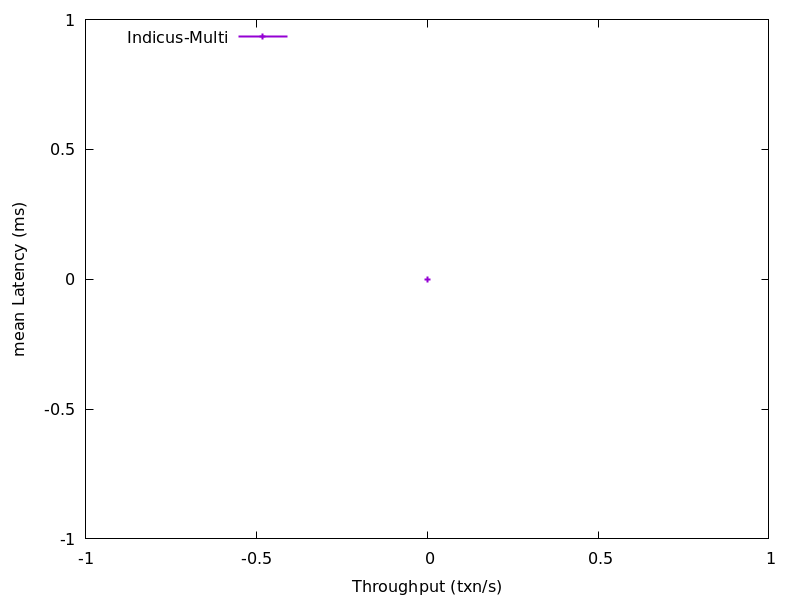 Indicus-Multi
1
0.5
0
-0.5
-1
mean Latency (ms)
-1 -0.5 0 0.5 1
Throughput (txn/s)